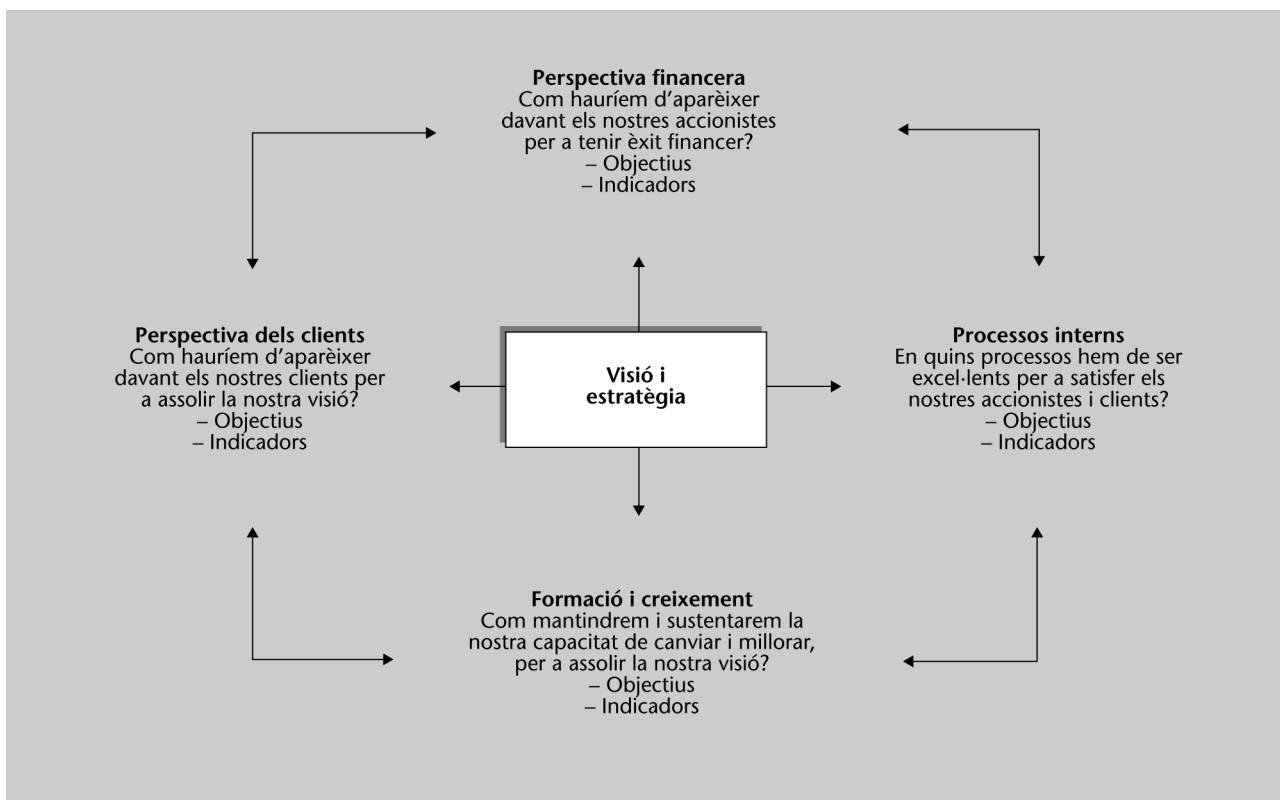 Perspectiva financera
Com hauríem d’aparèixer
davant els nostres accionistes
per a tenir èxit financer?
– Objectius
– Indicadors
Perspectiva dels clients
Com hauríem d’aparèixer
davant els nostres clients per
a assolir la nostra visió?
– Objectius
– Indicadors
Visió i
estratègia
Processos interns
En quins processos hem de ser
excel·lents per a satisfer els
nostres accionistes i clients?
– Objectius
– Indicadors
Formació i creixement
Com mantindrem i sustentarem la
nostra capacitat de canviar i millorar,
per a assolir la nostra visió?
– Objectius
– Indicadors